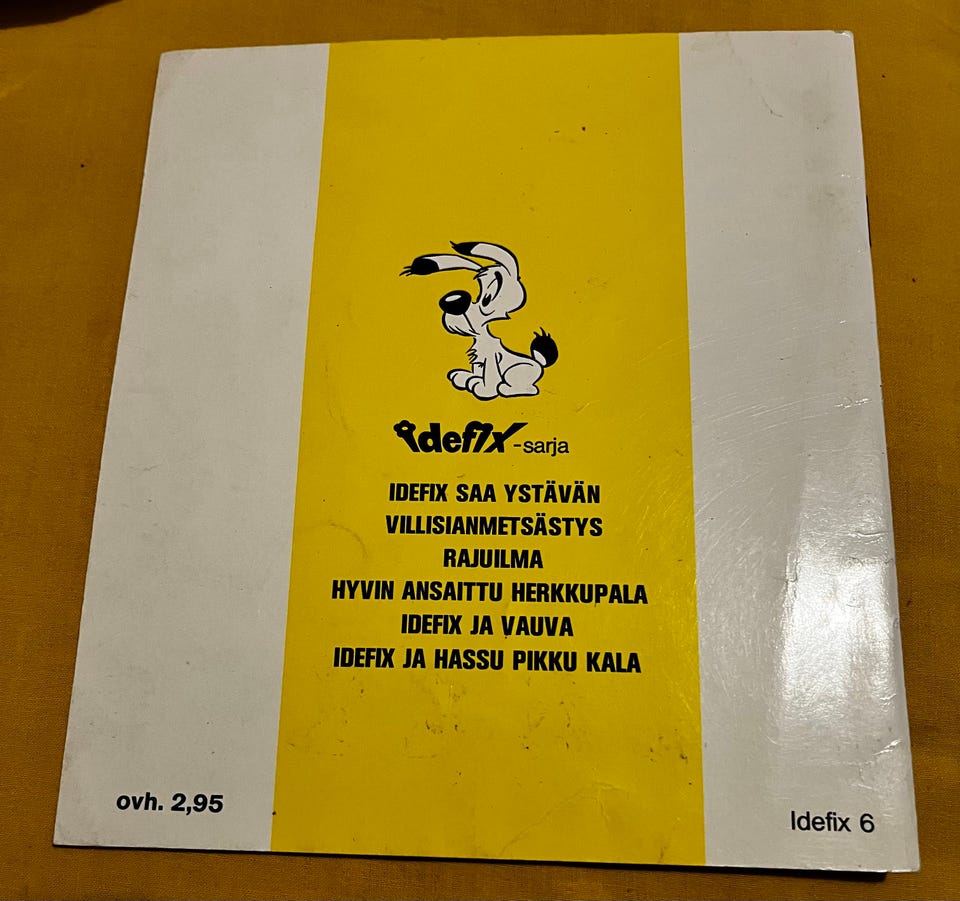 idefix-sarja
IDEFIX SAA YSTÄVÄN
VILLISIANMETSÄSTYS
RAJUILMA
HYVIN ANSAITTU HERKKUPALA
IDEFIX JA VAUVA
IDEFIX JA HASSU PIKKU KALA
ovh. 2,95
Idefix 6